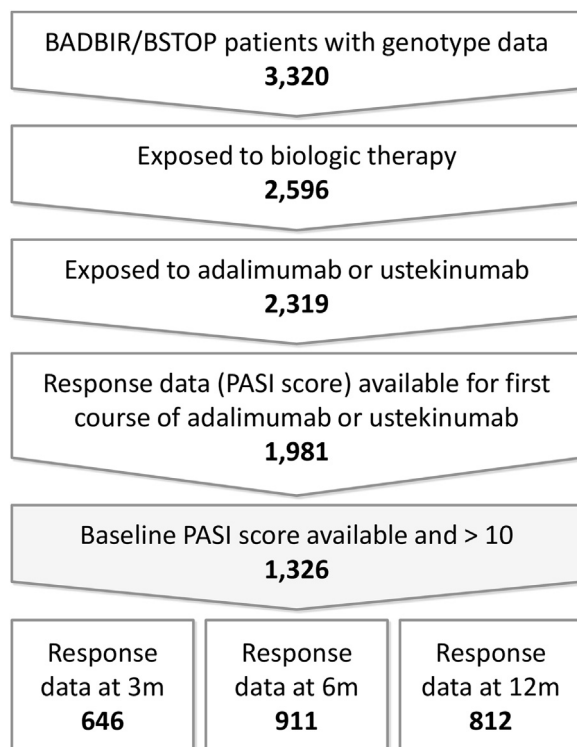 BADBIR/BSTOP patients with genotype data
3,320
Exposed to biologic therapy
2,596
Exposed to adalimumab or ustekinumab
2,319
Response data (PASI score) available for first
course of adalimumab or ustekinumab
1,981
Baseline PASI score available and > 10
1,326
Response
data at 3m
646
Response
data at 6m
911
Response
data at 12m
812